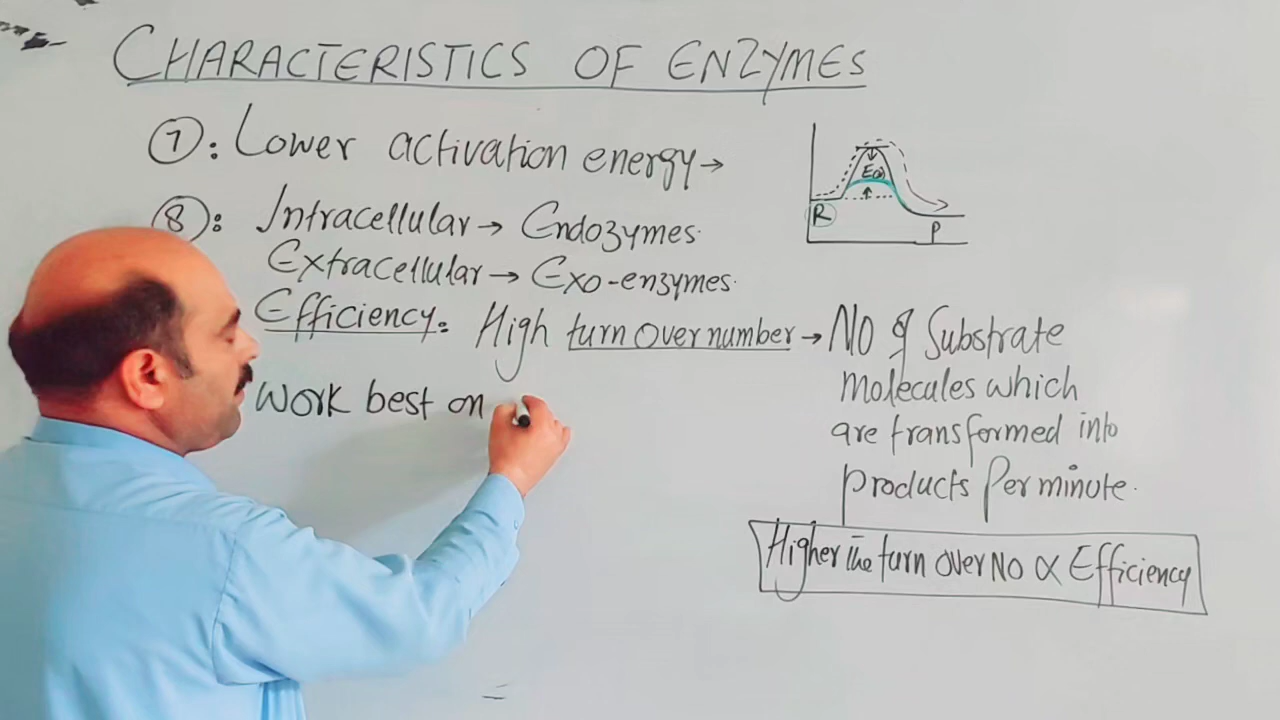 CHARACTERISTICS OF ENZYMES
7: Lower activation energy→
8: Intracellular → Endozymes.
Extracellular → Exo-enzymes.
Efficiency: High turn over number → No of Substrate
molecules which
are transformed into
products per minute.
Work best on
Higher the turn over No ∝ Efficiency
Ea
R
P